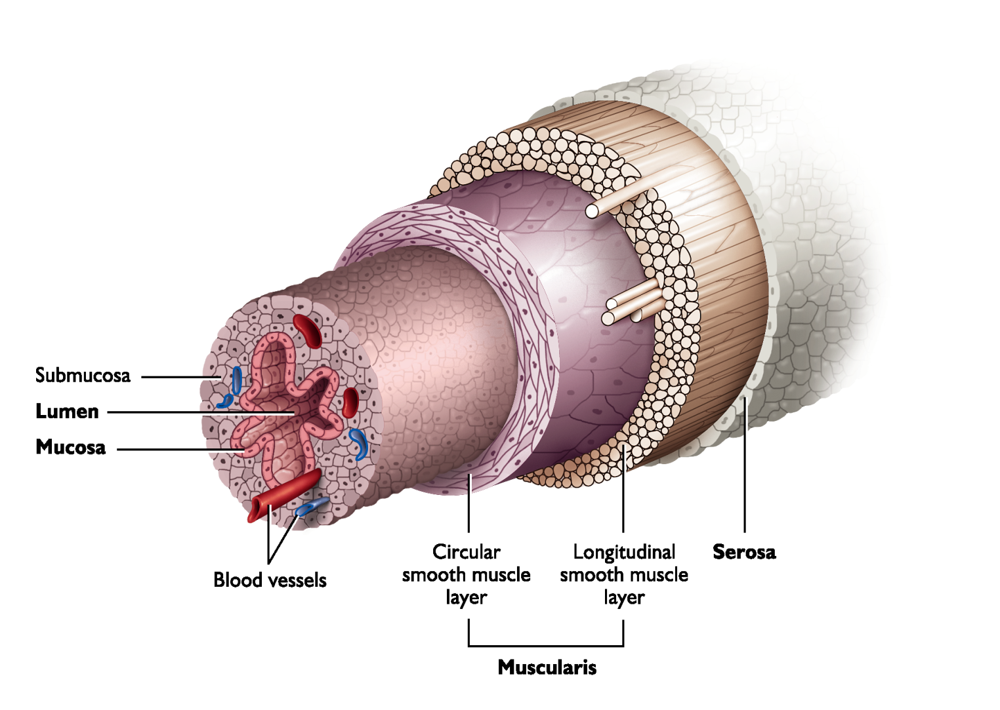 Submucosa
Lumen
Mucosa
Blood vessels
Circular
smooth muscle
layer
Longitudinal
smooth muscle
layer
Serosa
Muscularis